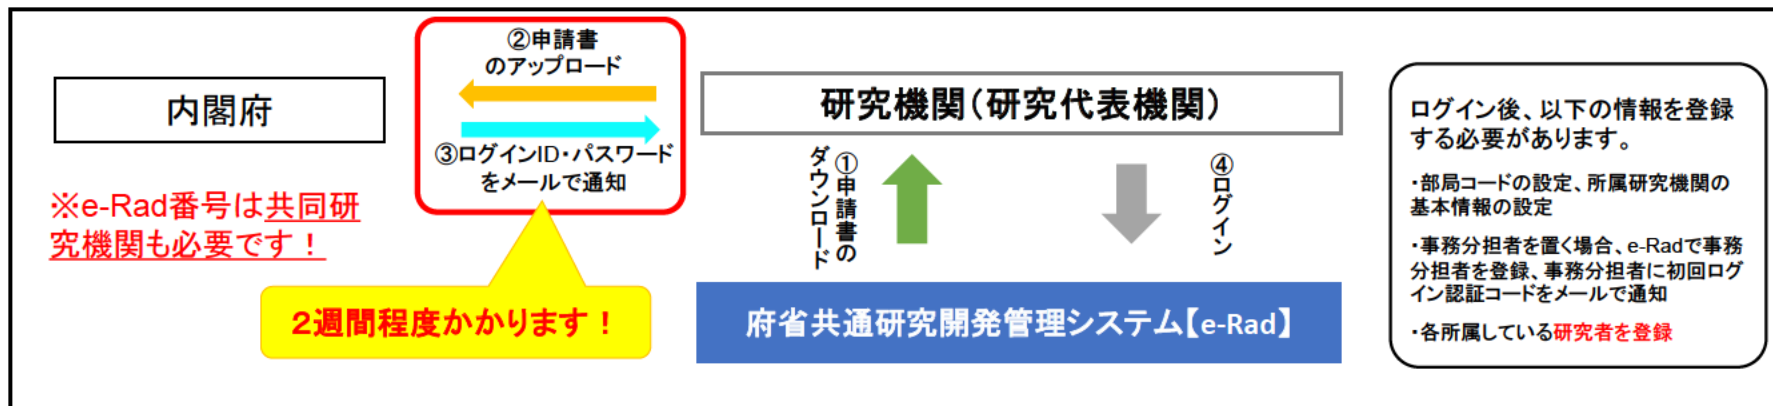 内閣府
※e-Rad番号は共同研
究機関も必要です！
②申請書
のアップロード
③ログインID・パスワード
をメールで通知
２週間程度かかります！
研究機関（研究代表機関）
①申請書の
ダウンロード
④ログイン
府省共通研究開発管理システム【e-Rad】
ログイン後、以下の情報を登録
する必要があります。
・部局コードの設定、所属研究機関の
基本情報の設定
・事務分担者を置く場合、e-Radで事務
分担者を登録、事務分担者に初回ログ
イン認証コードをメールで通知
・各所属している研究者を登録